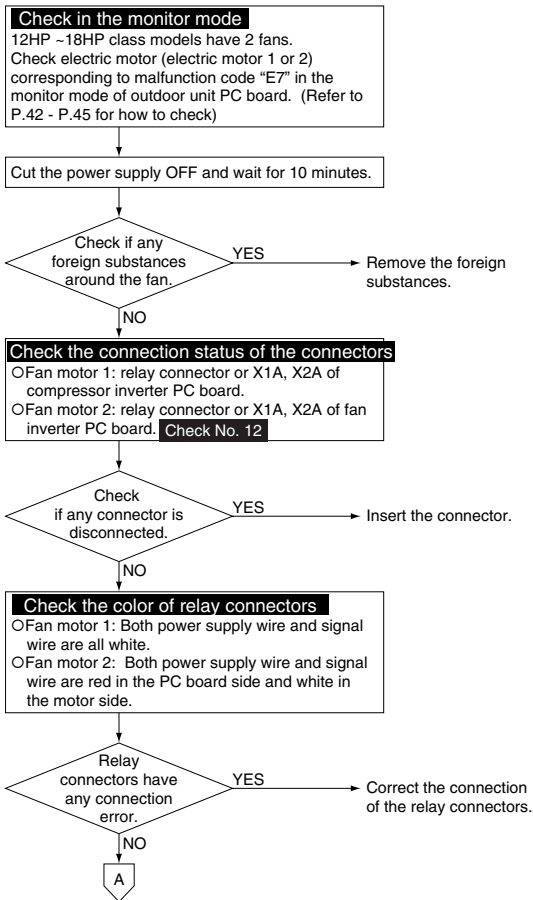 Check in the monitor mode
12HP ~18HP class models have 2 fans.
Check electric motor (electric motor 1 or 2)
corresponding to malfunction code “E7” in the
monitor mode of outdoor unit PC board. (Refer to
P.42 - P.45 for how to check)
Cut the power supply OFF and wait for 10 minutes.
Check if any
foreign substances
around the fan.
YES
Remove the foreign
substances.
NO
Check the connection status of the connectors
○Fan motor 1: relay connector or X1A, X2A of
compressor inverter PC board.
○Fan motor 2: relay connector or X1A, X2A of fan
inverter PC board. Check No. 12
Check
if any connector is
disconnected.
YES
Insert the connector.
NO
Check the color of relay connectors
○Fan motor 1: Both power supply wire and signal
wire are all white.
○Fan motor 2: Both power supply wire and signal
wire are red in the PC board side and white in
the motor side.
Relay
connectors have
any connection
error.
YES
Correct the connection
of the relay connectors.
NO
A